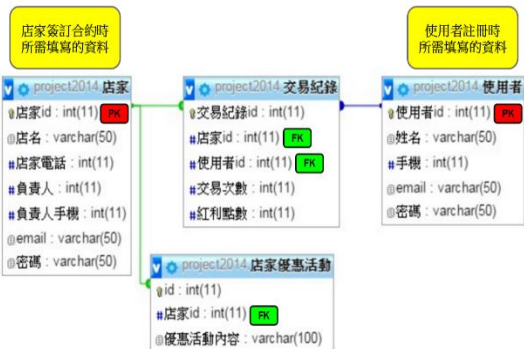 店家簽訂合約時
所需填寫的資料
使用者註冊時
所需填寫的資料
project2014 店家
店家id : int(11) PK
店名 : varchar(50)
#店家電話 : int(11)
#負責人 : int(11)
#負責人手機 : int(11)
email : varchar(50)
密碼 : varchar(50)
project2014 交易紀錄
交易紀錄id : int(11)
#店家id : int(11) FK
#使用者id : int(11) FK
#交易次數 : int(11)
#紅利點數 : int(11)
project2014 使用者
使用者id : int(11) PK
姓名 : varchar(50)
#手機 : int(11)
email : varchar(50)
密碼 : varchar(50)
project2014 店家優惠活動
id : int(11)
#店家id : int(11) FK
優惠活動內容 : varchar(100)